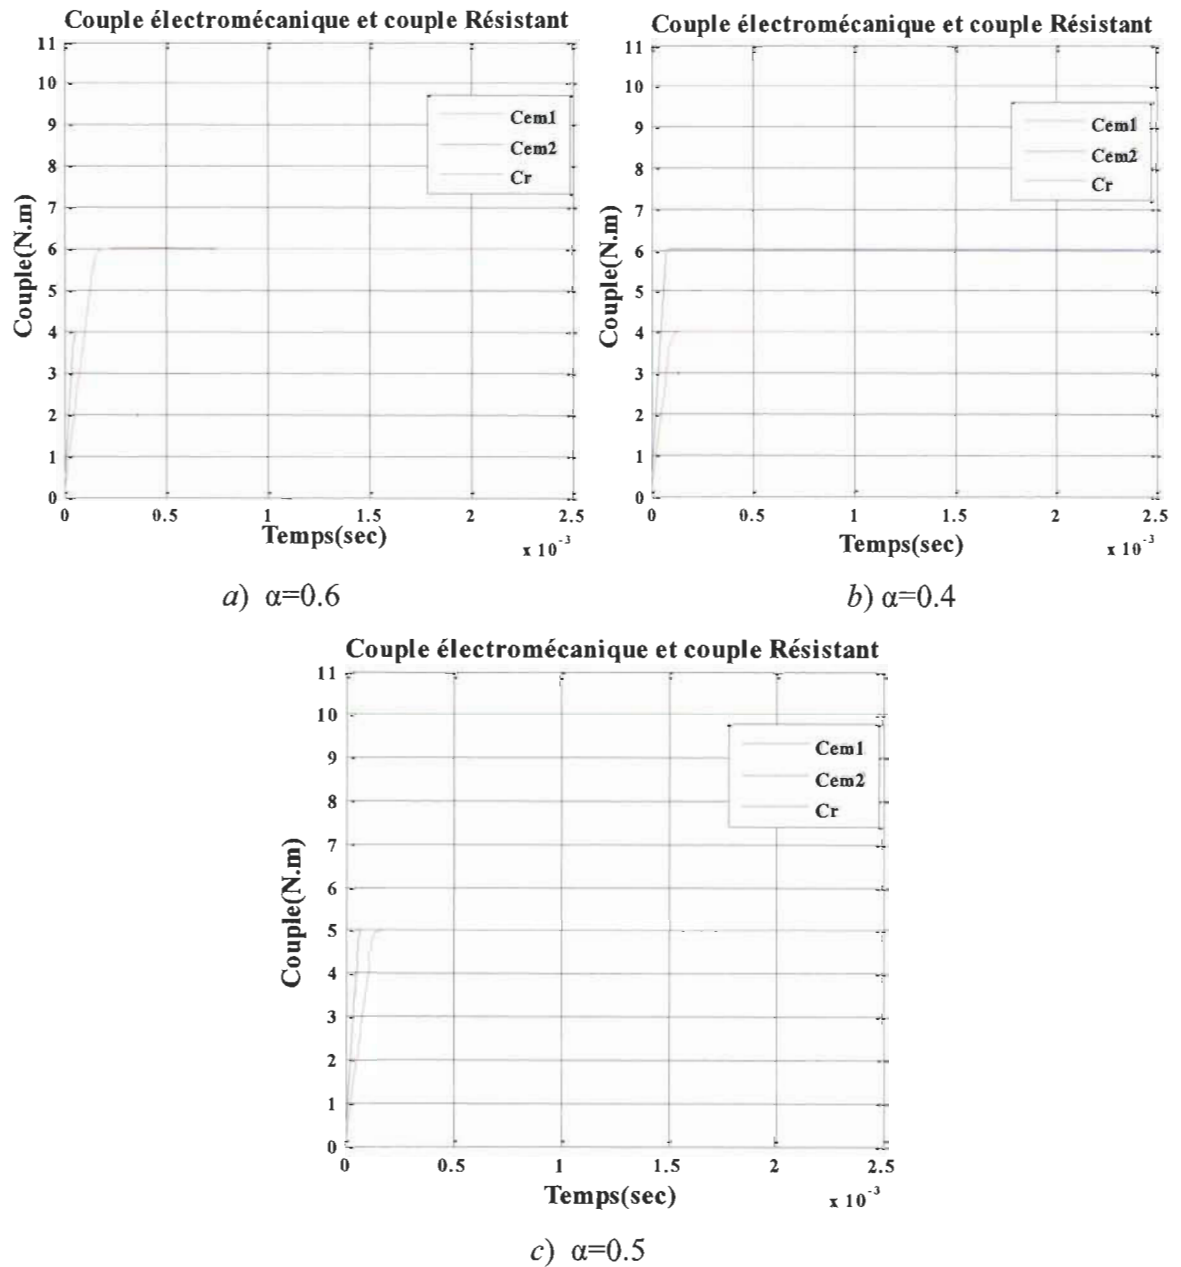 Couple électromécanique et couple Résistant
11
10
9
8
7
6
5
4
3
2
1
0
Couple(N.m)
Cem1
Cem2
Cr
0 0.5 1 1.5 2 2.5
Temps(sec)
x 10⁻³
a) α=0.6
Couple électromécanique et couple Résistant
11
10
9
8
7
6
5
4
3
2
1
0
Couple(N.m)
Cem1
Cem2
Cr
0 0.5 1 1.5 2 2.5
Temps(sec)
x 10⁻³
b) α=0.4
Couple électromécanique et couple Résistant
11
10
9
8
7
6
5
4
3
2
1
0
Couple(N.m)
Cem1
Cem2
Cr
0 0.5 1 1.5 2 2.5
Temps(sec)
x 10⁻³
c) α=0.5